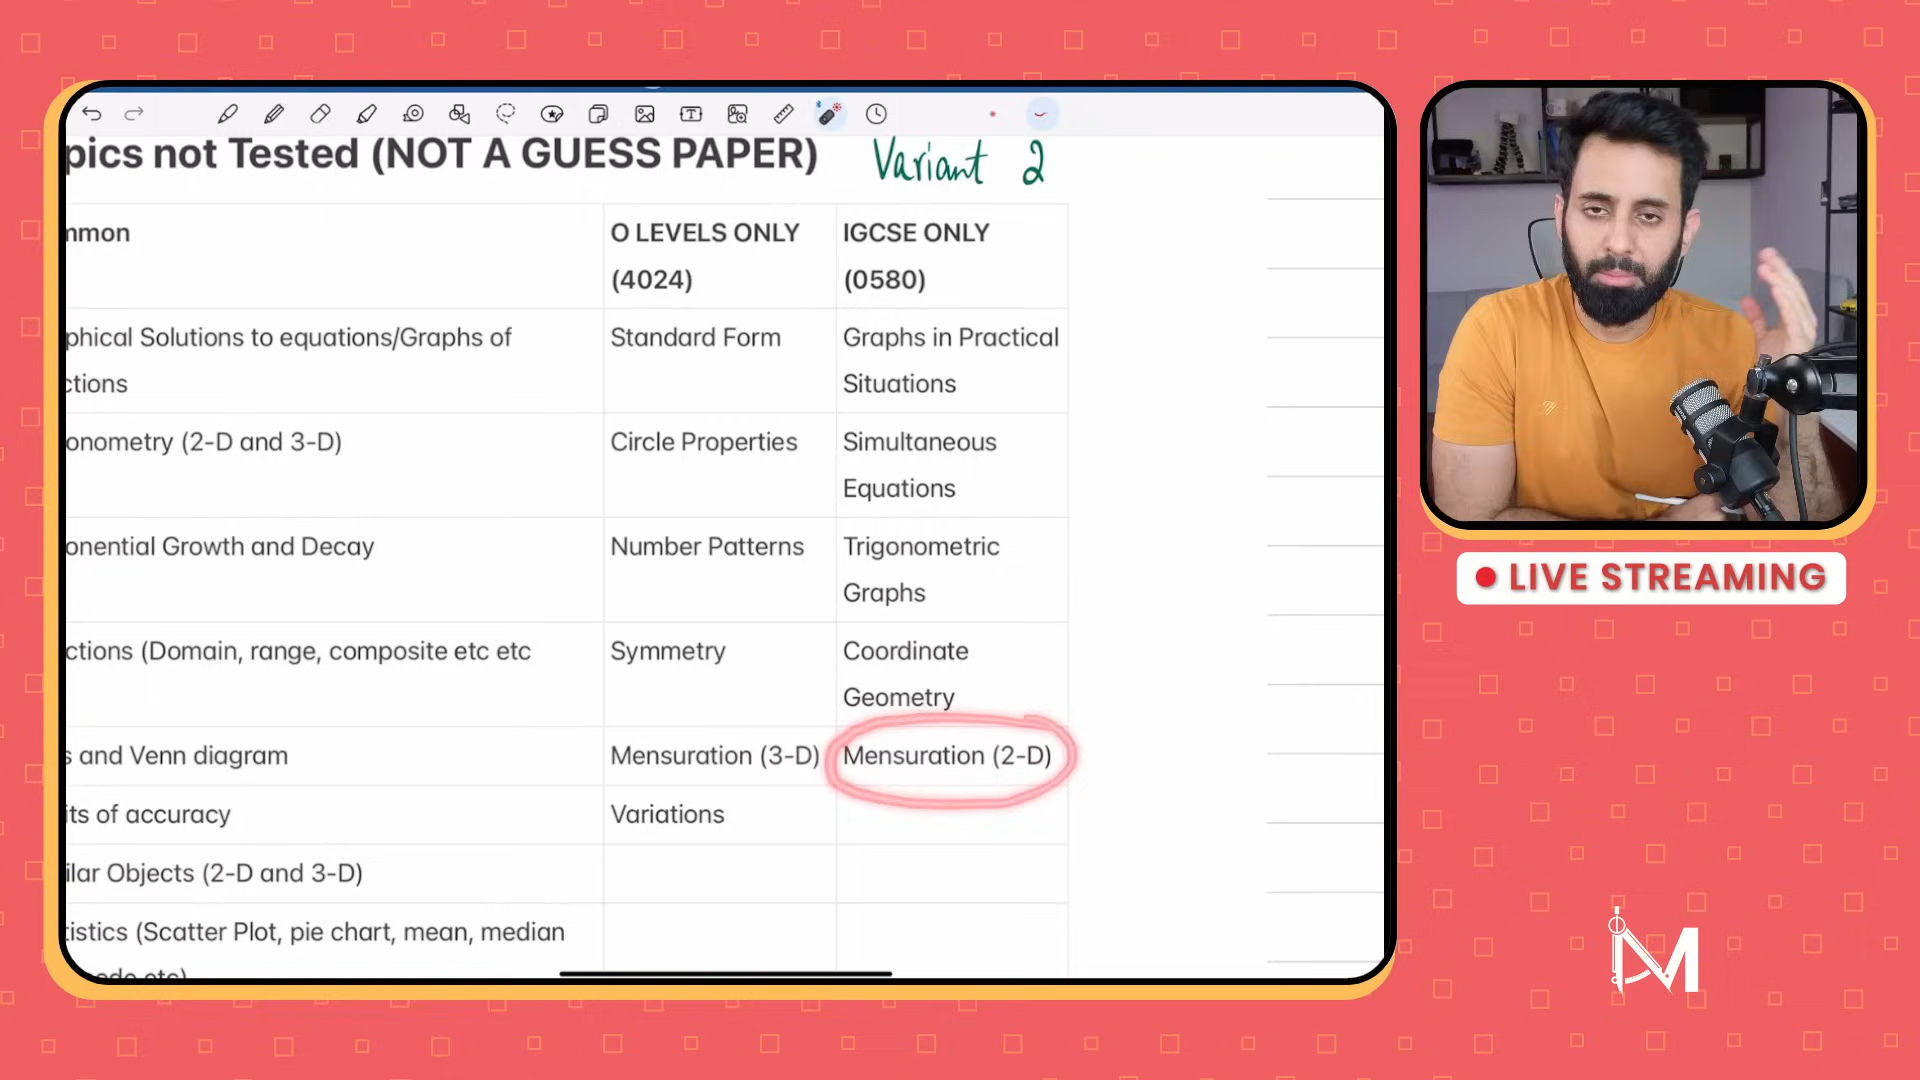 pics not Tested (NOT A GUESS PAPER) Variant 2
mmon O LEVELS ONLY IGCSE ONLY
(4024) (0580)
phical Solutions to equations/Graphs of Standard Form Graphs in Practical
ctions Situations
onometry (2-D and 3-D) Circle Properties Simultaneous
Equations
onential Growth and Decay Number Patterns Trigonometric
Graphs
ctions (Domain, range, composite etc etc Symmetry Coordinate
Geometry
s and Venn diagram Mensuration (3-D) Mensuration (2-D)
its of accuracy Variations
ilar Objects (2-D and 3-D)
tistics (Scatter Plot, pie chart, mean, median
ode etc)
LIVE STREAMING
M